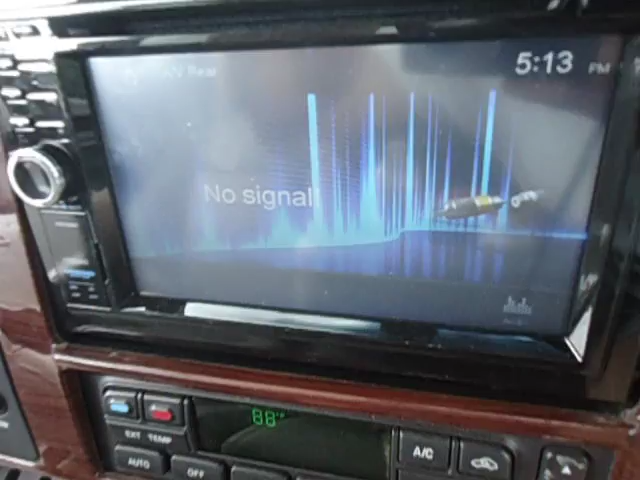 5:13 PM
No signal!
88°F
EXT TEMP
A/C
AUTO
OFF